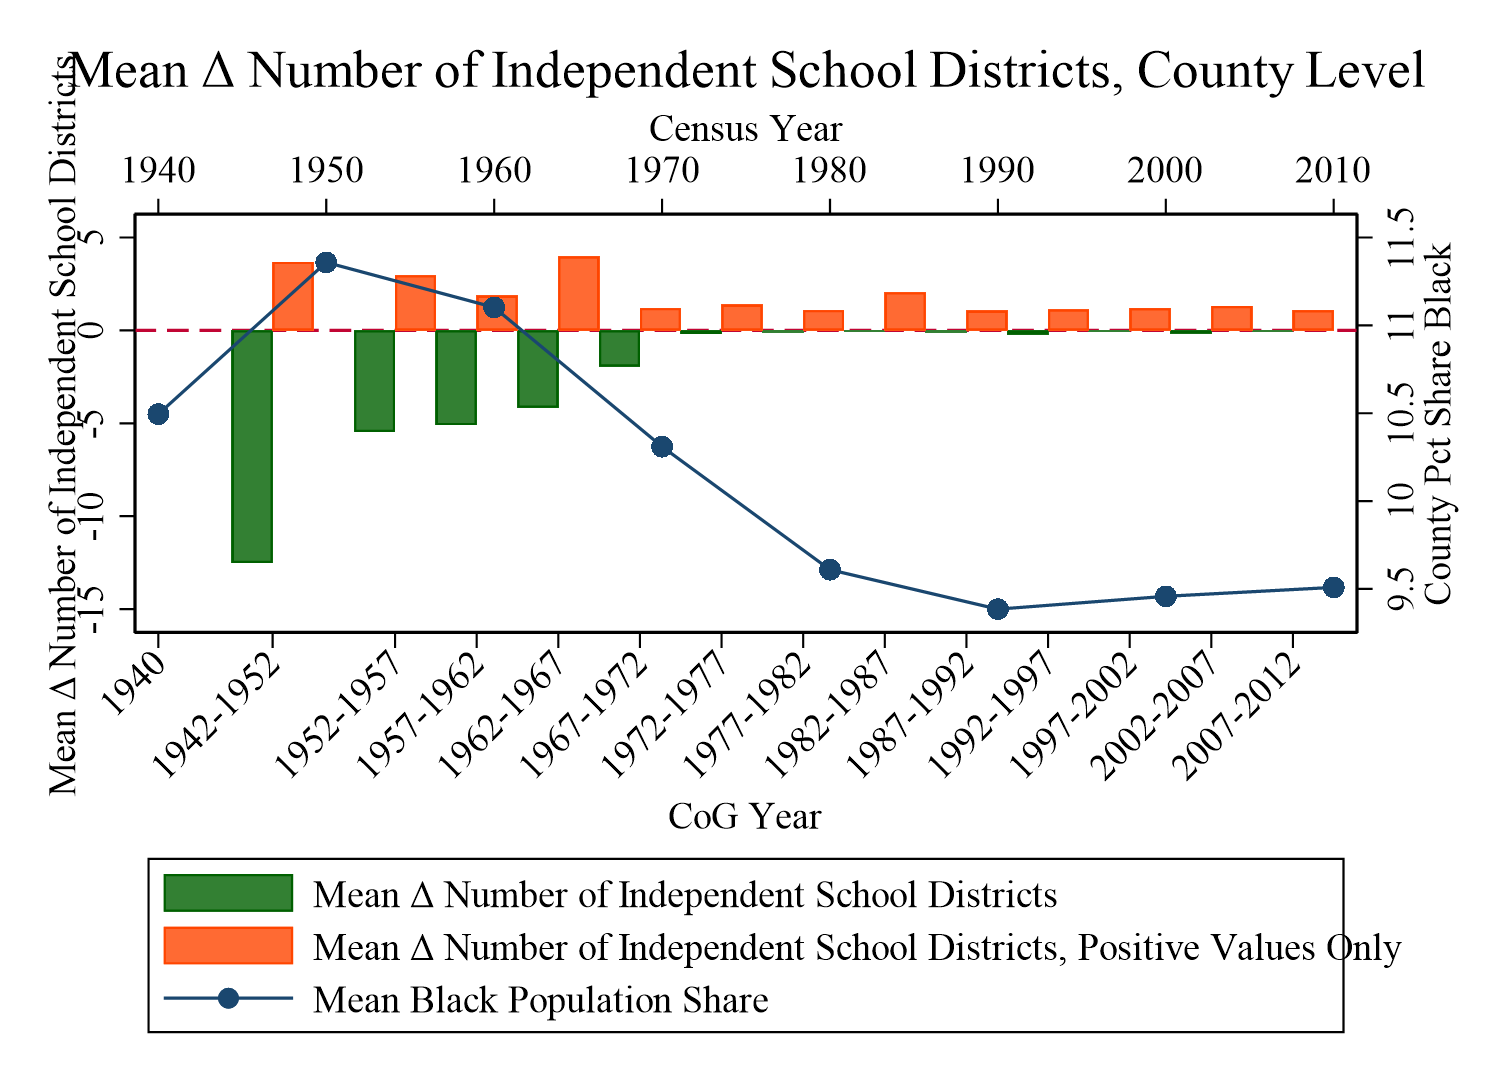 Mean Δ Number of Independent School Districts, County Level
Census Year
1940 1950 1960 1970 1980 1990 2000 2010
Mean Δ Number of Independent School Districts
5
0
-5
-10
-15
11.5
11
10.5
10
9.5
County Pct Share Black
1940 1942-1952 1952-1957 1957-1962 1962-1967 1967-1972 1972-1977 1977-1982 1982-1987 1987-1992 1992-1997 1997-2002 2002-2007 2007-2012
CoG Year
Mean Δ Number of Independent School Districts
Mean Δ Number of Independent School Districts, Positive Values Only
Mean Black Population Share